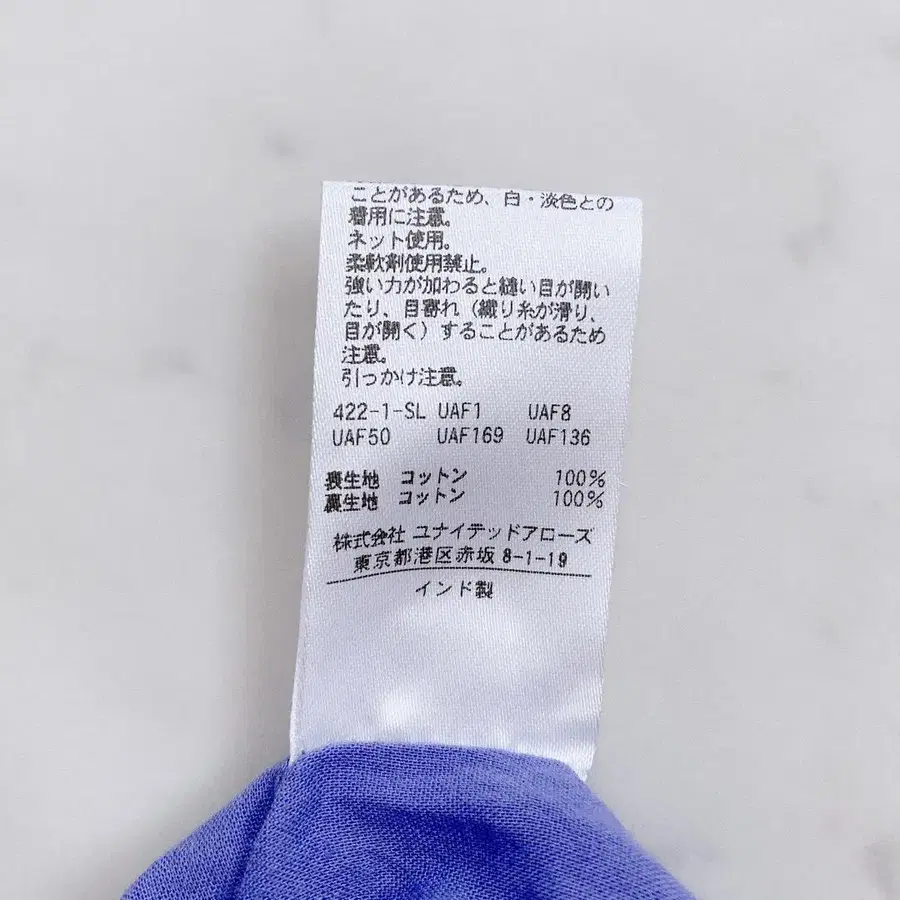 ことがあるため、白・淡色との
着用に注意。
ネット使用。
柔軟剤使用禁止。
強い力が加わると縫い目が開い
たり、目寄れ（織り糸が滑り、
目が開く）することがあるため
注意。
引っかけ注意。
422-1-SL UAF1 UAF8
UAF50 UAF169 UAF136
表生地 コットン 100%
裏生地 コットン 100%
株式会社 ユナイテッドアローズ
東京都港区赤坂 8-1-19
インド製